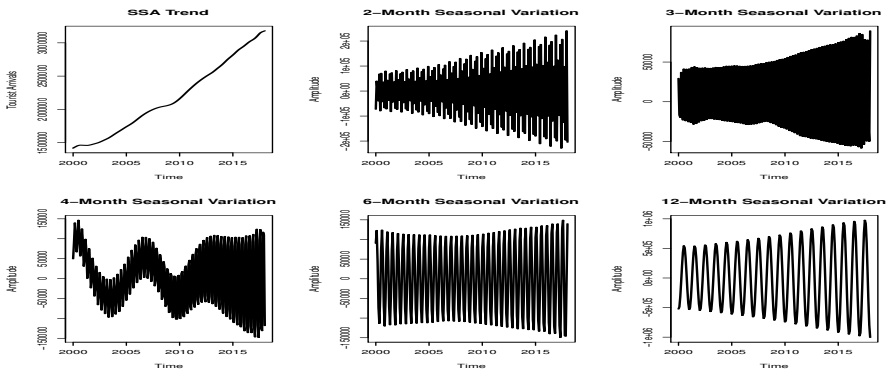 SSA Trend
Tourist Arrivals
3000000
2500000
2000000
1500000
2000 2005 2010 2015
Time
2−Month Seasonal Variation
Amplitude
2e+05
1e+05
0e+00
−1e+05
−2e+05
2000 2005 2010 2015
Time
3−Month Seasonal Variation
Amplitude
50000
0
−50000
2000 2005 2010 2015
Time
4−Month Seasonal Variation
Amplitude
150000
50000
0
−50000
−150000
2000 2005 2010 2015
Time
6−Month Seasonal Variation
Amplitude
150000
50000
0
−50000
−150000
2000 2005 2010 2015
Time
12−Month Seasonal Variation
Amplitude
1e+06
5e+05
0e+00
−5e+05
−1e+06
2000 2005 2010 2015
Time